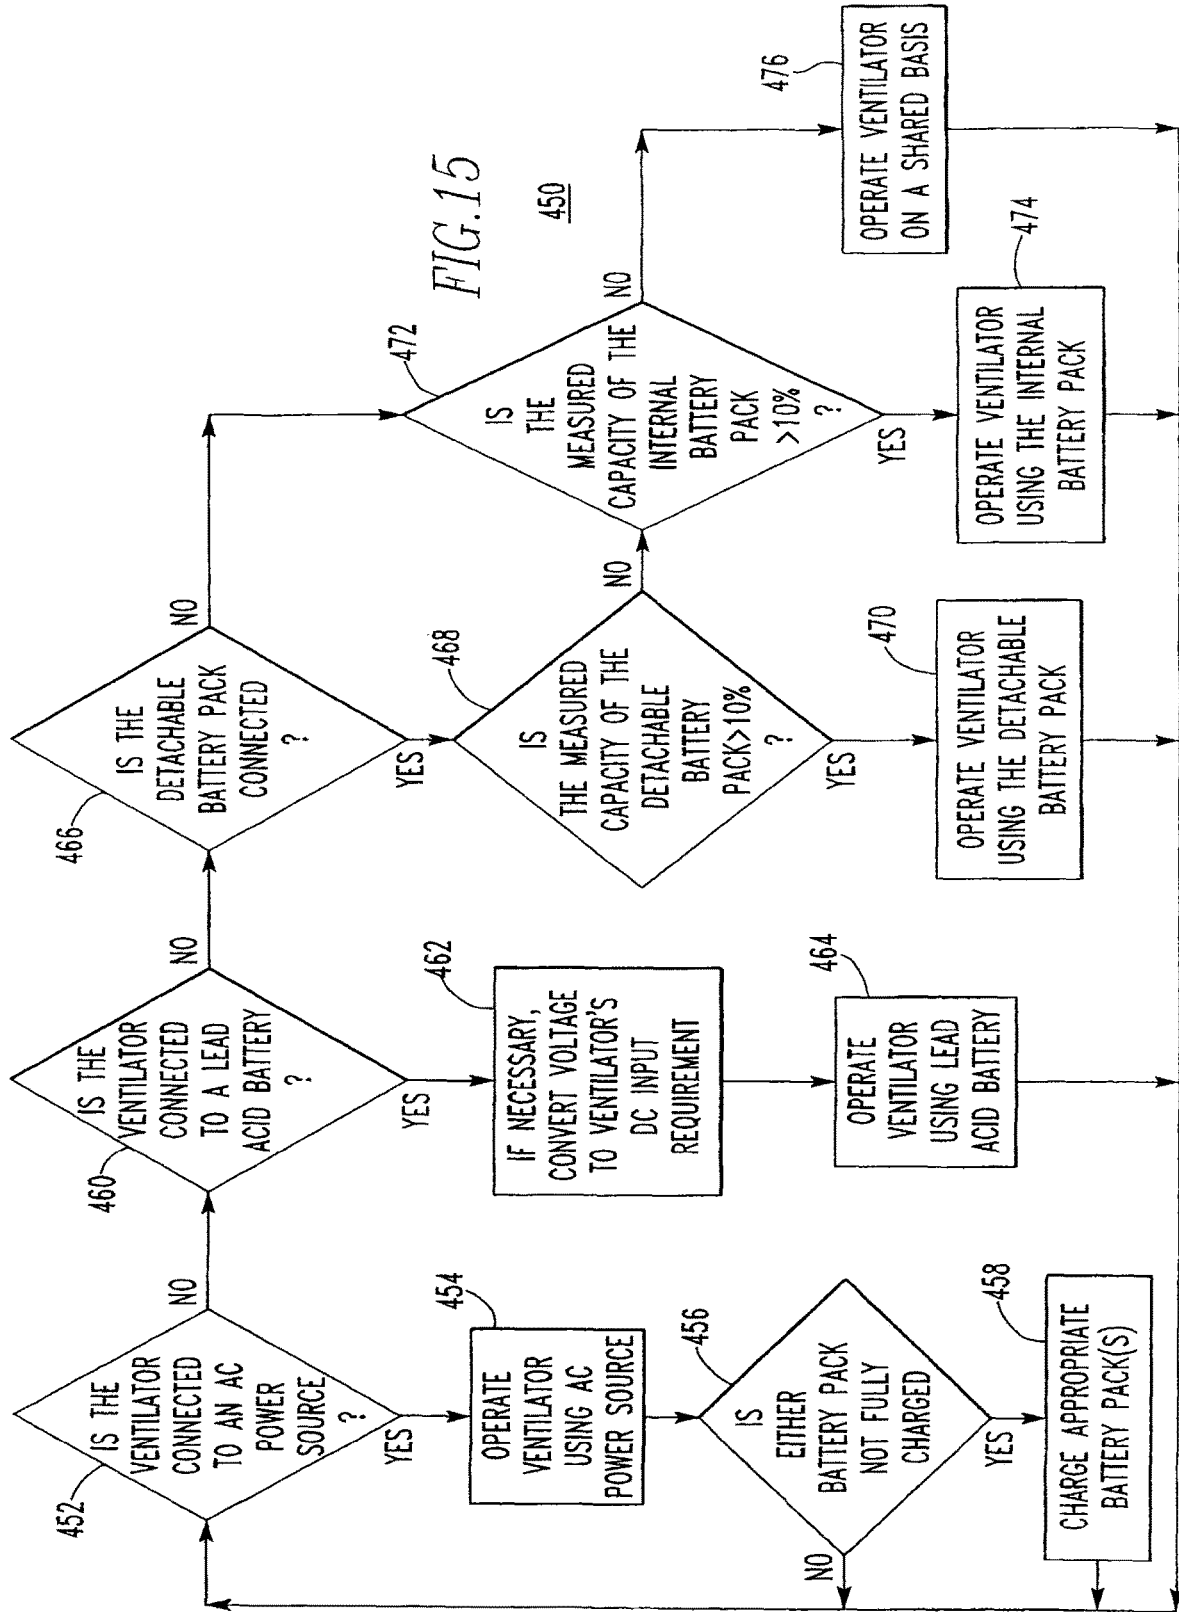 FIG.15
450
452
IS THE
VENTILATOR
CONNECTED
TO AN AC
POWER
SOURCE
?
NO
YES
454
OPERATE
VENTILATOR
USING AC
POWER SOURCE
456
IS
EITHER
BATTERY PACK
NOT FULLY
CHARGED
NO
YES
458
CHARGE APPROPRIATE
BATTERY PACK(S)
460
IS THE
VENTILATOR
CONNECTED
TO A LEAD
ACID BATTERY
?
NO
YES
462
IF NECESSARY,
CONVERT VOLTAGE
TO VENTILATOR'S
DC INPUT
REQUIREMENT
464
OPERATE
VENTILATOR
USING LEAD
ACID BATTERY
466
IS THE
DETACHABLE
BATTERY PACK
CONNECTED
?
NO
YES
468
IS
THE MEASURED
CAPACITY OF THE
DETACHABLE
BATTERY
PACK>10%
?
NO
YES
470
OPERATE VENTILATOR
USING THE DETACHABLE
BATTERY PACK
472
IS
THE
MEASURED
CAPACITY OF THE
INTERNAL
BATTERY
PACK
>10%
?
NO
YES
474
OPERATE VENTILATOR
USING THE INTERNAL
BATTERY PACK
476
OPERATE VENTILATOR
ON A SHARED BASIS